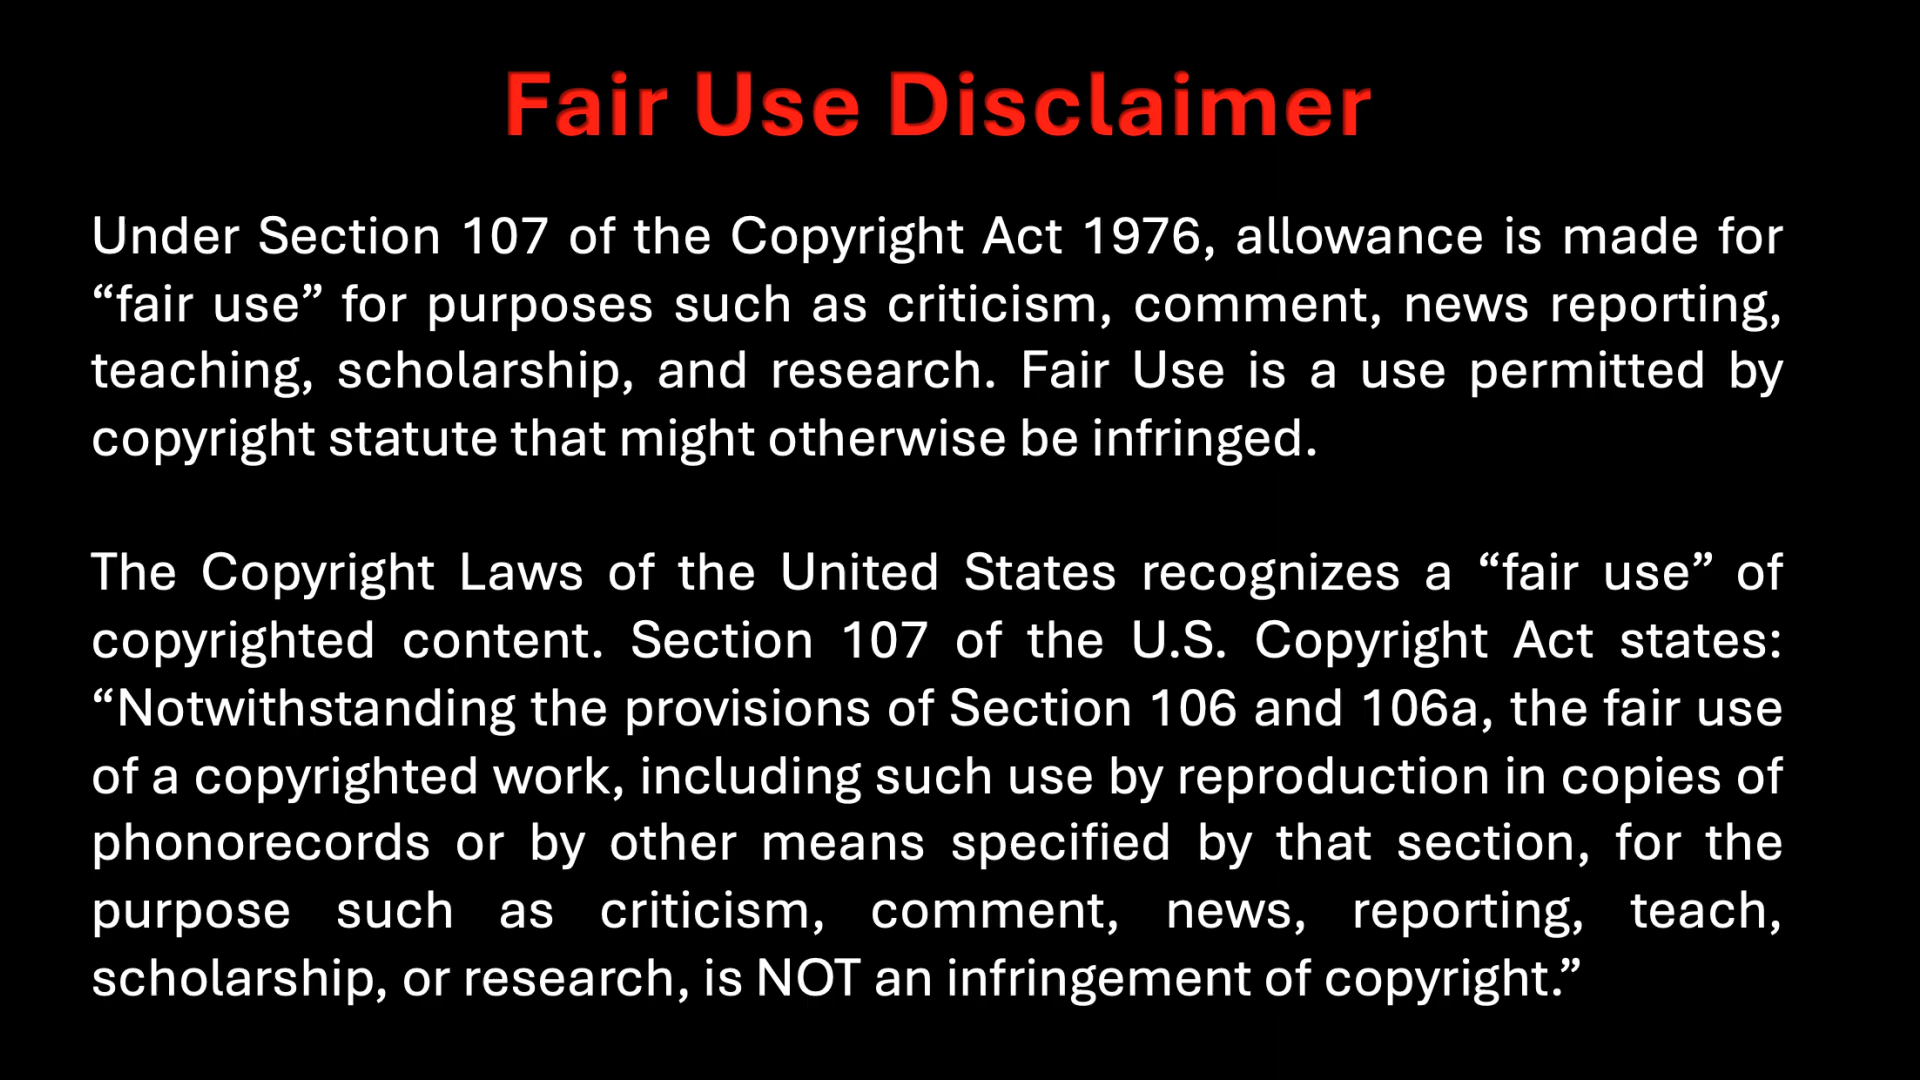 Fair Use Disclaimer
Under Section 107 of the Copyright Act 1976, allowance is made for
“fair use” for purposes such as criticism, comment, news reporting,
teaching, scholarship, and research. Fair Use is a use permitted by
copyright statute that might otherwise be infringed.
The Copyright Laws of the United States recognizes a “fair use” of
copyrighted content. Section 107 of the U.S. Copyright Act states:
“Notwithstanding the provisions of Section 106 and 106a, the fair use
of a copyrighted work, including such use by reproduction in copies of
phonorecords or by other means specified by that section, for the
purpose such as criticism, comment, news, reporting, teach,
scholarship, or research, is NOT an infringement of copyright.”